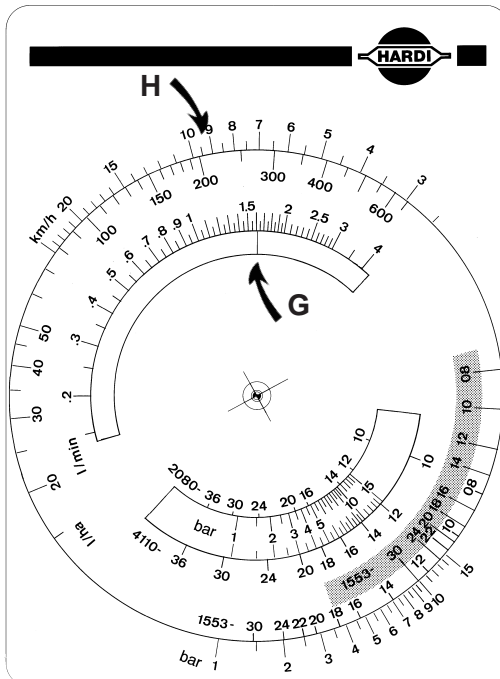 HARDI
H
km/h 20 15 10 9 8 7 6 5 4 3
l/ha 20 30 40 50 100 150 200 300 400 600
l/min .2 .3 .4 .5 .6 .7 .8 .9 1 1.5 2 2.5 3 4
G
08 10 12 14 16 18 20 24 30 1553-
2080- 36 30 24 20 16 14 12 10
bar 1 2 3 4 5 10 15
4110- 36 30 24 20 18 16 14 12 10
1553- 30 24 22 20 18 16 14 12 10 08
22
bar 1 2 3 4 5 6 7 8 9 10 15